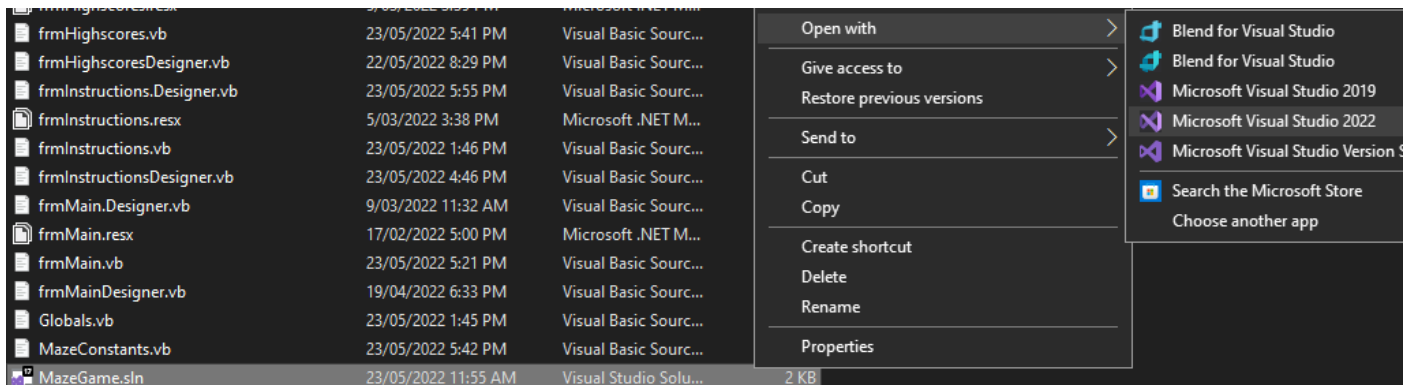 frmHighscores.vb 23/05/2022 5:41 PM Visual Basic Sourc...
frmHighscoresDesigner.vb 22/05/2022 8:29 PM Visual Basic Sourc...
frmInstructions.Designer.vb 23/05/2022 5:55 PM Visual Basic Sourc...
frmInstructions.resx 5/03/2022 3:38 PM Microsoft .NET M...
frmInstructions.vb 23/05/2022 1:46 PM Visual Basic Sourc...
frmInstructionsDesigner.vb 23/05/2022 4:46 PM Visual Basic Sourc...
frmMain.Designer.vb 9/03/2022 11:32 AM Visual Basic Sourc...
frmMain.resx 17/02/2022 5:00 PM Microsoft .NET M...
frmMain.vb 23/05/2022 5:21 PM Visual Basic Sourc...
frmMainDesigner.vb 19/04/2022 6:33 PM Visual Basic Sourc...
Globals.vb 23/05/2022 1:45 PM Visual Basic Sourc...
MazeConstants.vb 23/05/2022 5:42 PM Visual Basic Sourc...
MazeGame.sln 23/05/2022 11:55 AM Visual Studio Solu... 2 KB
Open with
Give access to
Restore previous versions
Send to
Cut
Copy
Create shortcut
Delete
Rename
Properties
Blend for Visual Studio
Blend for Visual Studio
Microsoft Visual Studio 2019
Microsoft Visual Studio 2022
Microsoft Visual Studio Version S
Search the Microsoft Store
Choose another app